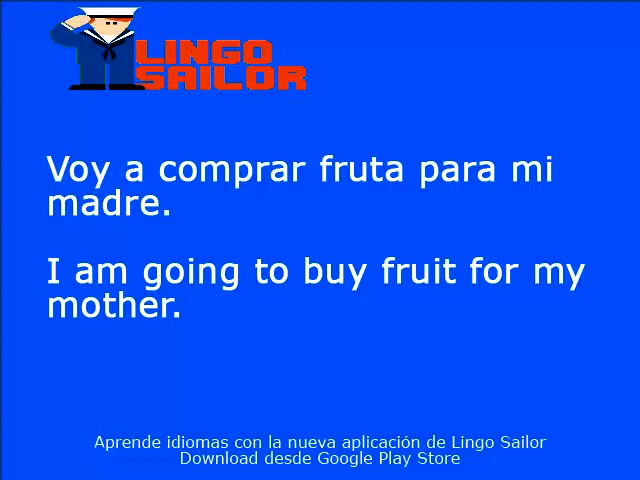 LINGO
SAILOR
Voy a comprar fruta para mi
madre.
I am going to buy fruit for my
mother.
Aprende idiomas con la nueva aplicación de Lingo Sailor
Download desde Google Play Store